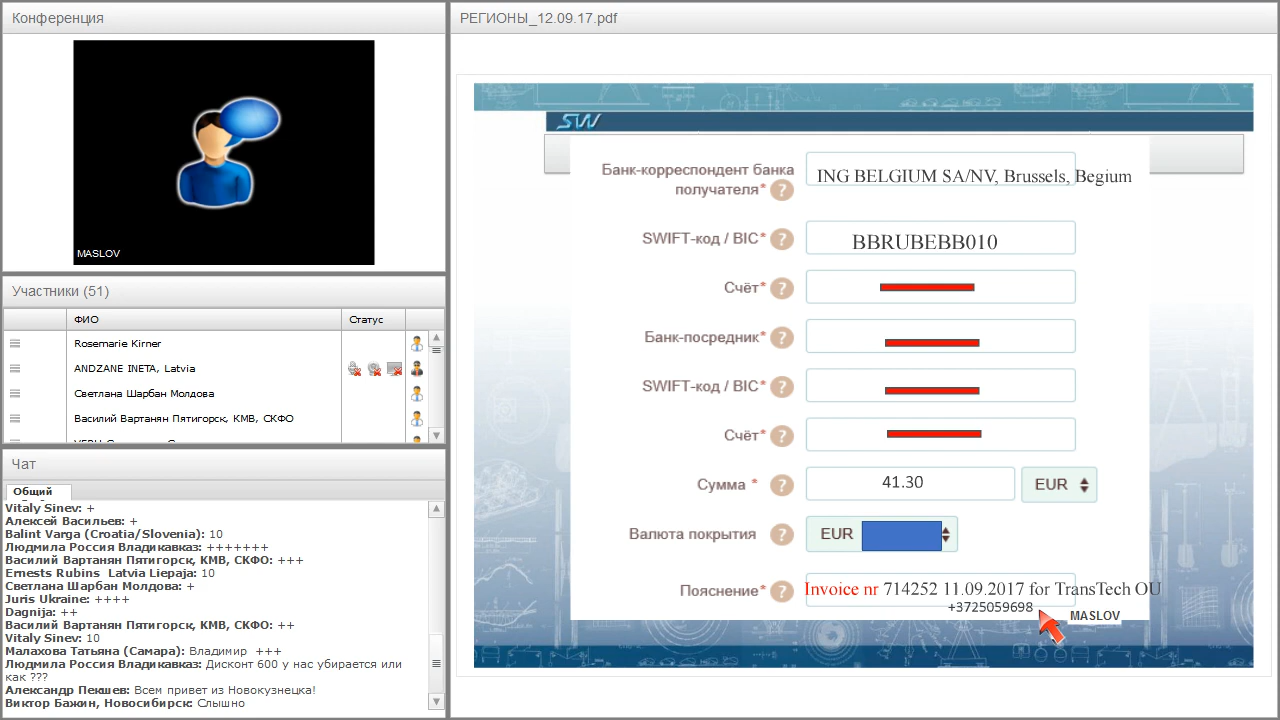 Конференция
MASLOV
Участники (51)
ФИО
Статус
Rosemarie Kirner
ANDZANE INETA, Latvia
Светлана Шарбан Молдова
Василий Вартанян Пятигорск, КМВ, СКФО
Чат
Общий
Vitaly Sinev: +
Алексей Васильев: +
Balint Varga (Croatia/Slovenia): 10
Людмила Россия Владикавказ: +++++++
Василий Вартанян Пятигорск, КМВ, СКФО: +++
Ernests Rubins Latvia Liepaja: 10
Светлана Шарбан Молдова: +
Juris Ukraine: ++++
Dagnija: ++
Василий Вартанян Пятигорск, КМВ, СКФО: ++
Vitaly Sinev: 10
Малахова Татьяна (Самара): Владимир +++
Людмила Россия Владикавказ: Дискорт 600 у нас убирается или
как ???
Александр Пекшев: Всем привет из Новокузнецка!
Виктор Бажин, Новосибирск: Слышно
РЕГИОНЫ_12.09.17.pdf
SW
Банк-корреспондент банка
получателя* ?
ING BELGIUM SA/NV, Brussels, Begium
SWIFT-код / BIC* ? BBRUBEBB010
Счёт* ?
Банк-посредник* ?
SWIFT-код / BIC* ?
Счёт* ?
Сумма * ? 41.30 EUR
Валюта покрытия ? EUR
Пояснение* ? Invoice nr 714252 11.09.2017 for TransTech OU
+3725059698
MASLOV